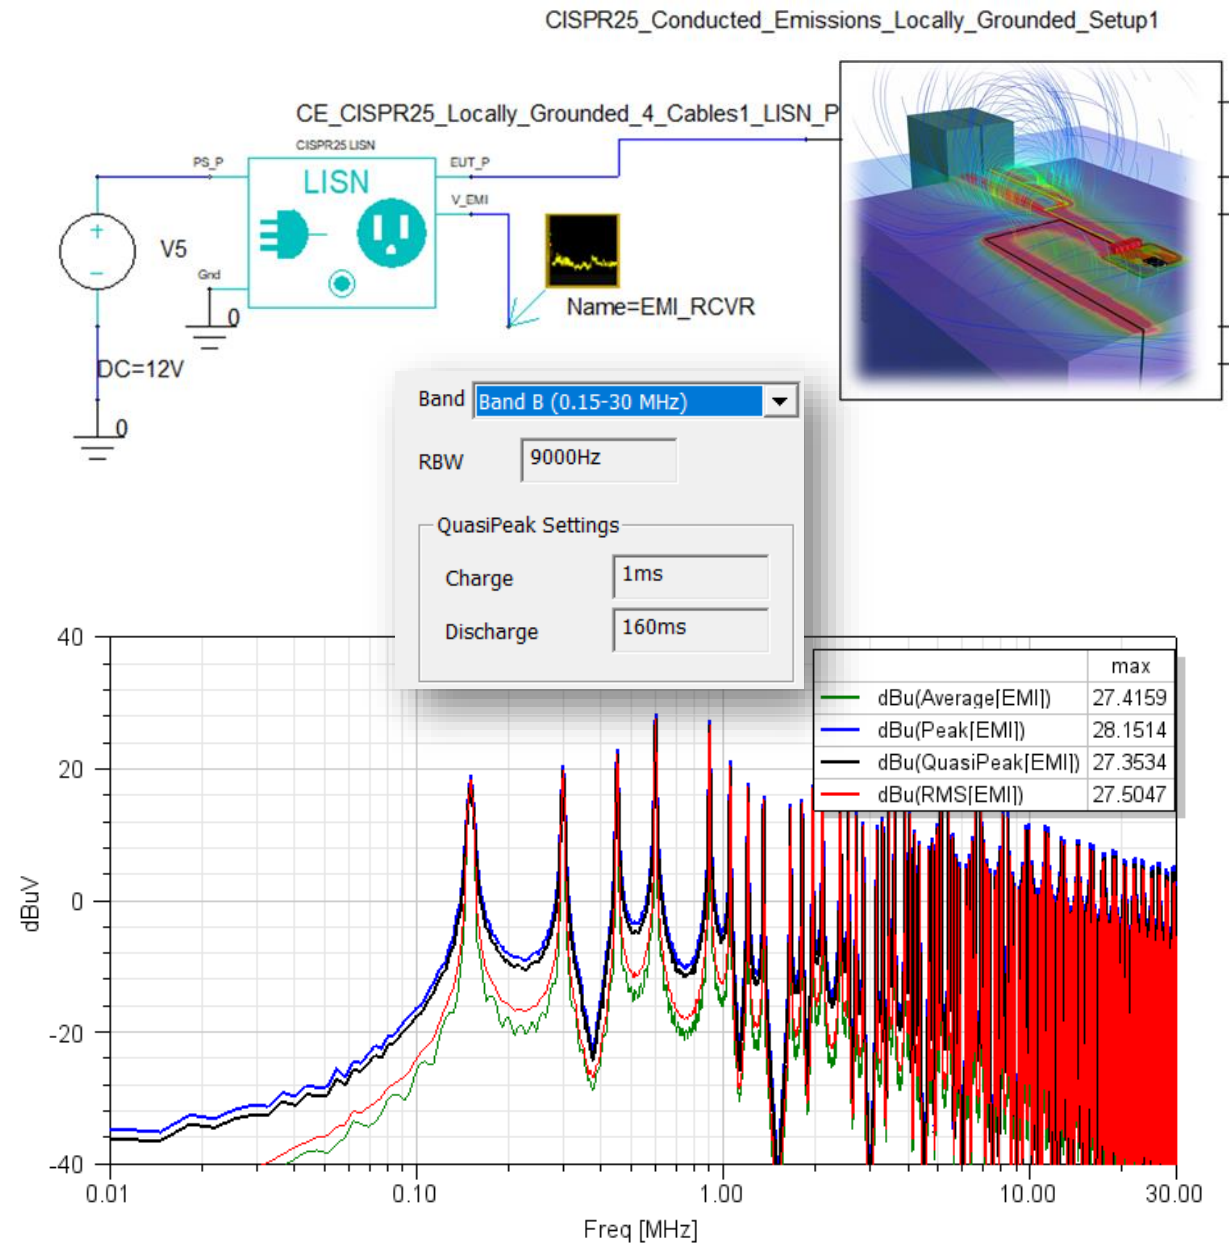 CISPR25_Conducted_Emissions_Locally_Grounded_Setup1
CE_CISPR25_Locally_Grounded_4_Cables1_LISN_P
CISPR25 LISN
PS_P
EUT_P
LISN
V_EMI
V5
Gnd
0
Name=EMI_RCVR
DC=12V
0
Band Band B (0.15-30 MHz)
RBW 9000Hz
QuasiPeak Settings
Charge 1ms
Discharge 160ms
max
dBu(Average[EMI]) 27.4159
dBu(Peak[EMI]) 28.1514
dBu(QuasiPeak[EMI]) 27.3534
dBu(RMS[EMI]) 27.5047
40
20
0
-20
-40
dBuV
0.01 0.10 1.00 10.00 30.00
Freq [MHz]